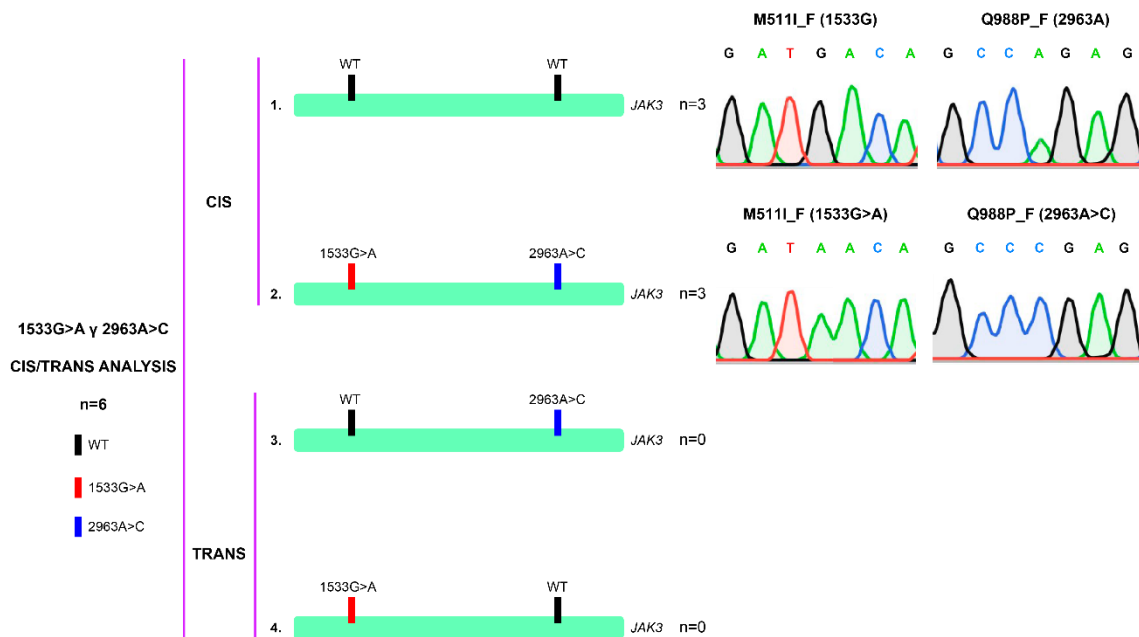 M511I_F (1533G)
Q988P_F (2963A)
G A T G A C A
G C C A G A G
WT
WT
1.
JAK3
n=3
CIS
M511I_F (1533G>A)
Q988P_F (2963A>C)
G A T A A C A
G C C C G A G
1533G>A
2963A>C
2.
JAK3
n=3
1533G>A γ 2963A>C
CIS/TRANS ANALYSIS
n=6
WT
1533G>A
2963A>C
WT
2963A>C
3.
JAK3
n=0
TRANS
1533G>A
WT
4.
JAK3
n=0